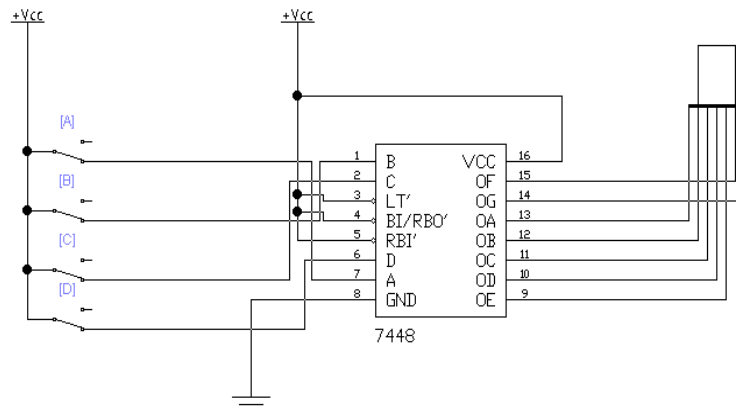 +Vcc
+Vcc
[A]
[B]
[C]
[D]
1 B VCC 16
2 C OF 15
3 LT' OG 14
4 BI/RBO' OA 13
5 RBI' OB 12
6 D OC 11
7 A OD 10
8 GND OE 9
7448